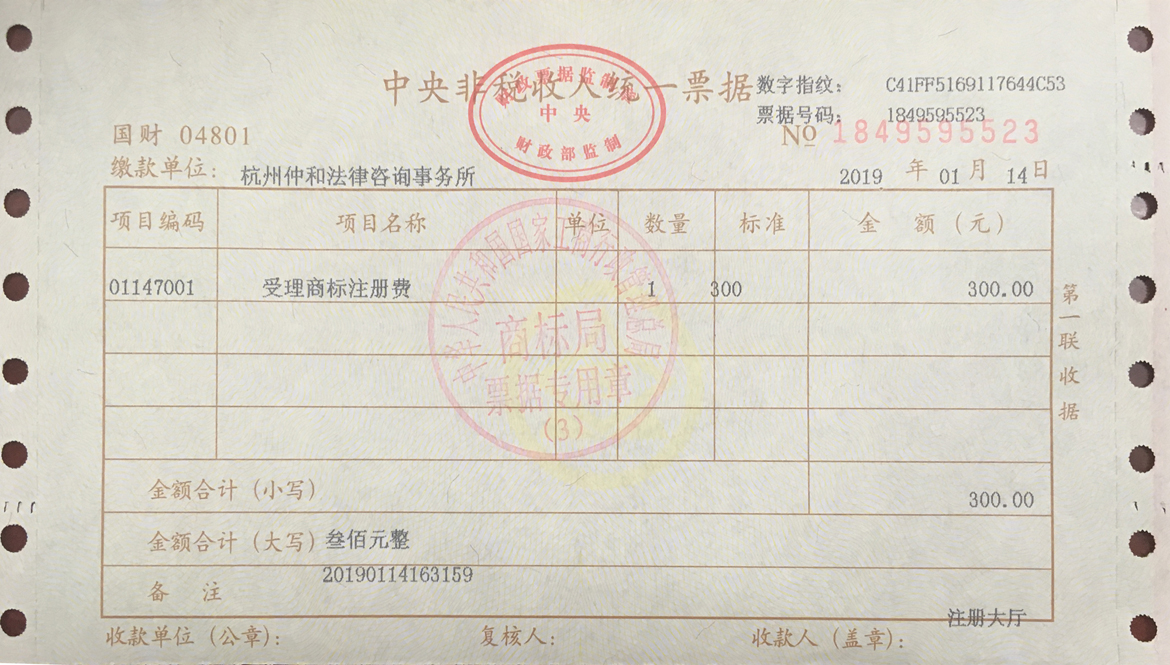 中央非税收入统一票据
财政票据监制章
中央
财政部监制
数字指纹： C41FF5169117644C53
票据号码： 1849595523
国财 04801
№ 1849595523
缴款单位： 杭州仲和法律咨询事务所 2019 年 01 月 14 日
项目编码 项目名称 单位 数量 标准 金 额（元）
01147001 受理商标注册费 1 300 300.00
中华人民共和国国家工商行政管理总局
商标局
票据专用章
(3)
第一联收据
金额合计（小写） 300.00
金额合计（大写） 叁佰元整
备 注 20190114163159
注册大厅
收款单位（公章）： 复核人： 收款人（盖章）：